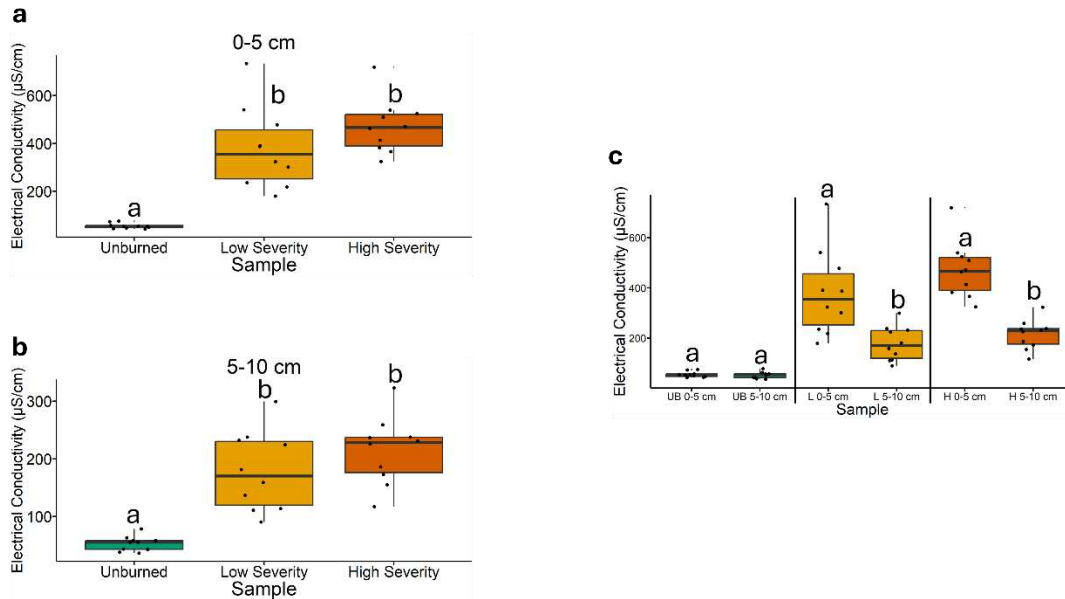 a
0-5 cm
Electrical Conductivity (µS/cm)
600
400
200
a
b
b
Unburned
Low Severity
High Severity
Sample
b
5-10 cm
Electrical Conductivity (µS/cm)
300
200
100
a
b
b
Unburned
Low Severity
High Severity
Sample
c
Electrical Conductivity (µS/cm)
600
400
200
a
a
a
b
a
b
UB 0-5 cm
UB 5-10 cm
L 0-5 cm
L 5-10 cm
H 0-5 cm
H 5-10 cm
Sample